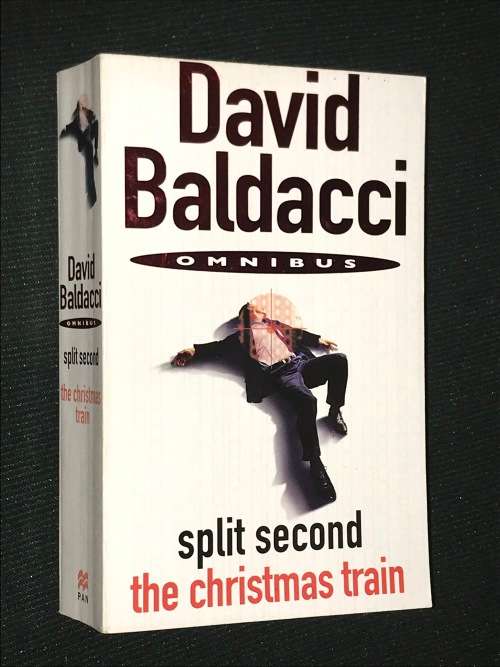 David
Baldacci
OMNIBUS
split second
the christmas train
David
Baldacci
OMNIBUS
split second
the christmas
train
PAN